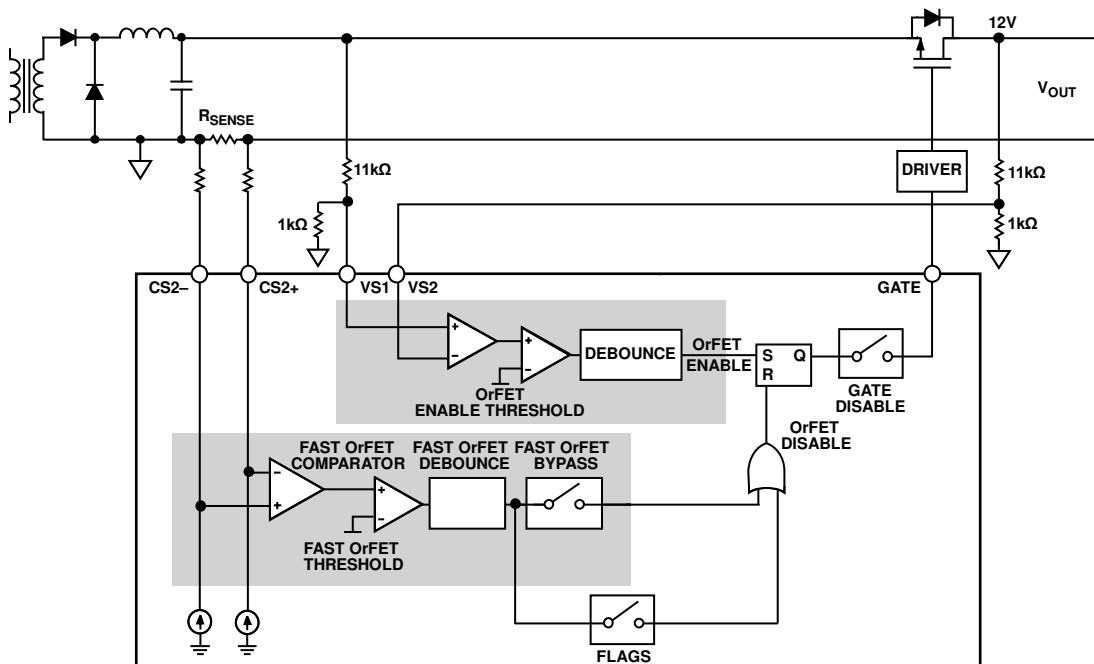 12V
VOUT
RSENSE
11kΩ
DRIVER
11kΩ
1kΩ
1kΩ
CS2–
CS2+
VS1
VS2
GATE
+
–
+
–
DEBOUNCE
OrFET
ENABLE
S
R
Q
OrFET
ENABLE THRESHOLD
GATE
DISABLE
OrFET
DISABLE
FAST OrFET
COMPARATOR
FAST OrFET
DEBOUNCE
FAST OrFET
BYPASS
–
+
+
–
FAST OrFET
THRESHOLD
FLAGS